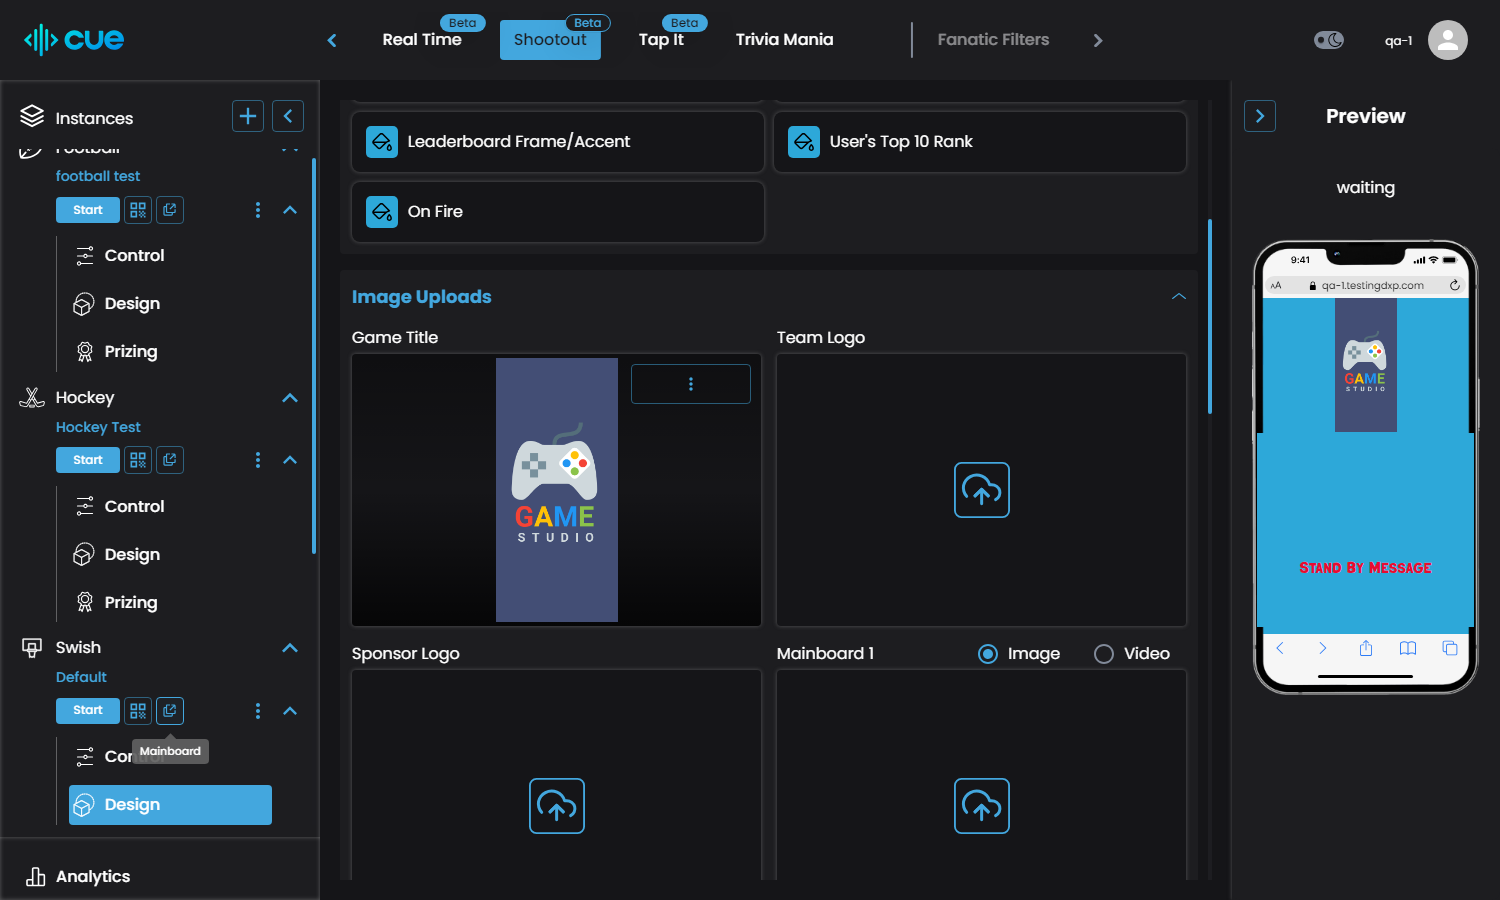 cue
Real Time
Beta
Shootout
Beta
Tap It
Beta
Trivia Mania
Fanatic Filters
qa-1
Instances
Football
football test
Start
Control
Design
Prizing
Hockey
Hockey Test
Start
Control
Design
Prizing
Swish
Default
Start
Mainboard
Control
Design
Analytics
Leaderboard Frame/Accent
User's Top 10 Rank
On Fire
Image Uploads
Game Title
Team Logo
GAME
STUDIO
Sponsor Logo
Mainboard 1
Image
Video
Preview
waiting
9:41
AA
qa-1.testingdxp.com
GAME
STUDIO
Stand By Message